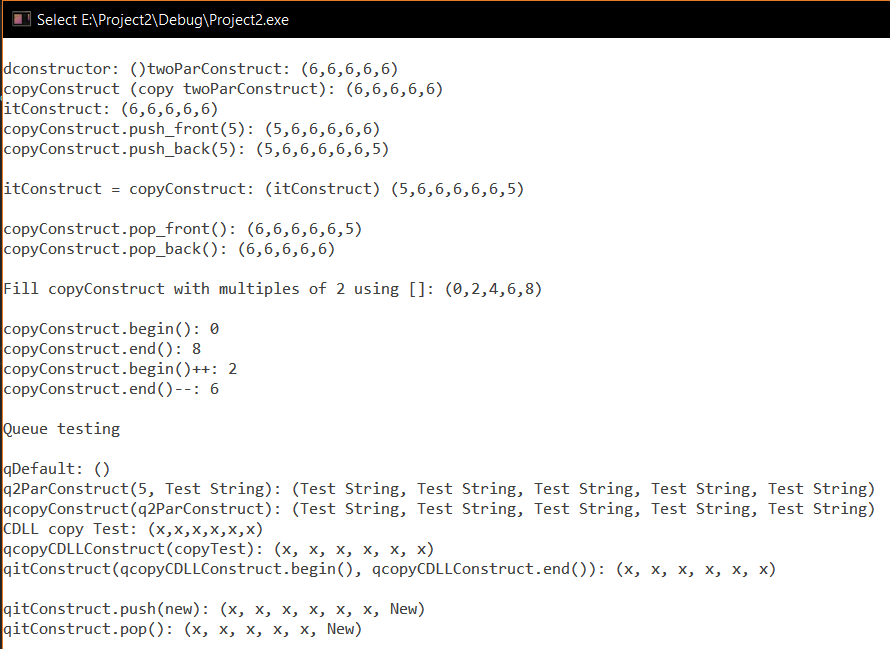 Select E:\Project2\Debug\Project2.exe
dconstructor: ()twoParConstruct: (6,6,6,6,6)
copyConstruct (copy twoParConstruct): (6,6,6,6,6)
itConstruct: (6,6,6,6,6)
copyConstruct.push_front(5): (5,6,6,6,6,6)
copyConstruct.push_back(5): (5,6,6,6,6,6,5)
itConstruct = copyConstruct: (itConstruct) (5,6,6,6,6,6,5)
copyConstruct.pop_front(): (6,6,6,6,6,5)
copyConstruct.pop_back(): (6,6,6,6,6)
Fill copyConstruct with multiples of 2 using []: (0,2,4,6,8)
copyConstruct.begin(): 0
copyConstruct.end(): 8
copyConstruct.begin()++: 2
copyConstruct.end()--: 6
Queue testing
qDefault: ()
q2ParConstruct(5, Test String): (Test String, Test String, Test String, Test String, Test String)
qcopyConstruct(q2ParConstruct): (Test String, Test String, Test String, Test String, Test String)
CDLL copy Test: (x,x,x,x,x,x)
qcopyCDLLConstruct(copyTest): (x, x, x, x, x, x)
qitConstruct(qcopyCDLLConstruct.begin(), qcopyCDLLConstruct.end()): (x, x, x, x, x, x)
qitConstruct.push(new): (x, x, x, x, x, x, New)
qitConstruct.pop(): (x, x, x, x, x, New)